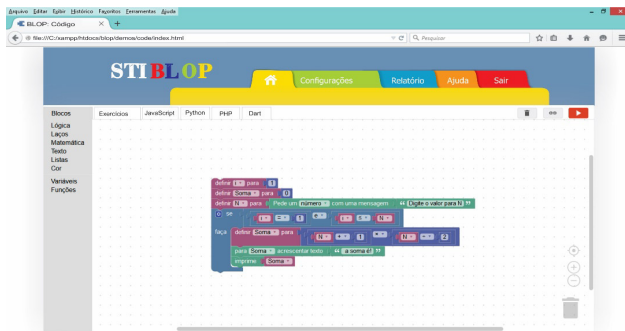 Arquivo Editar Exibir Histórico Favoritos Ferramentas Ajuda
BLOP: Código
file:///C:/xampp/htdocs/blop/demos/code/index.html
Pesquisar
STI BLOP
Configurações Relatório Ajuda Sair
Blocos
Exercícios JavaScript Python PHP Dart
Lógica
Laços
Matemática
Texto
Listas
Cor
Variáveis
Funções
definir i para 1
definir Soma para 0
definir N para Pede um número com uma mensagem “ Digite o valor para N! ”
se i = 1 e i ≤ N
faça definir Soma para N + 1 N 2
para Soma acrescentar texto “ a soma é! ”
imprime Soma